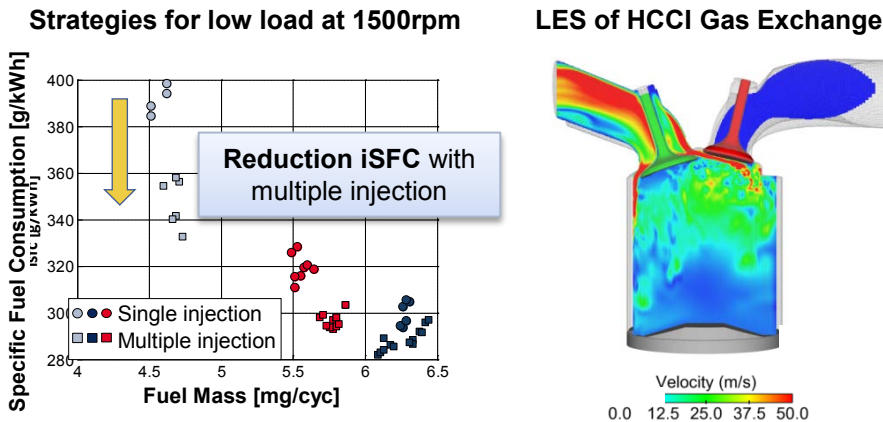 Strategies for low load at 1500rpm
LES of HCCI Gas Exchange
Specific Fuel Consumption [g/kWh]
isfc [g/kWh]
400
380
360
340
320
300
280
Reduction iSFC with
multiple injection
Single injection
Multiple injection
4
4.5
5
5.5
6
6.5
Fuel Mass [mg/cyc]
Velocity (m/s)
0.0 12.5 25.0 37.5 50.0